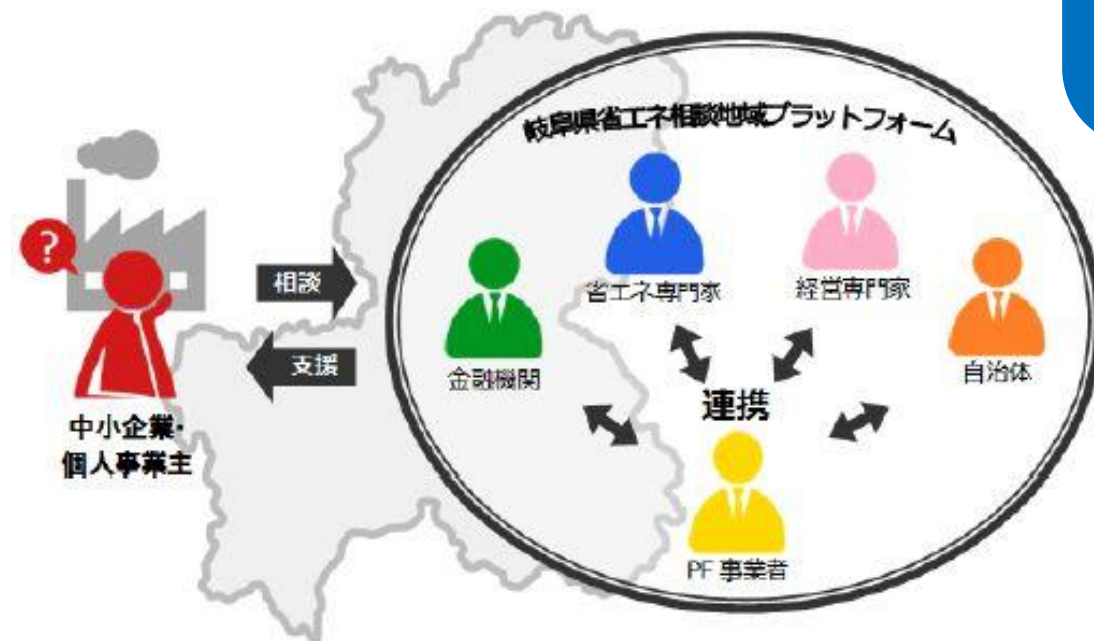 岐阜県省エネ相談地域プラットフォーム
?
相談
支援
中小企業・
個人事業主
金融機関
省エネ専門家
経営専門家
自治体
連携
PF 事業者